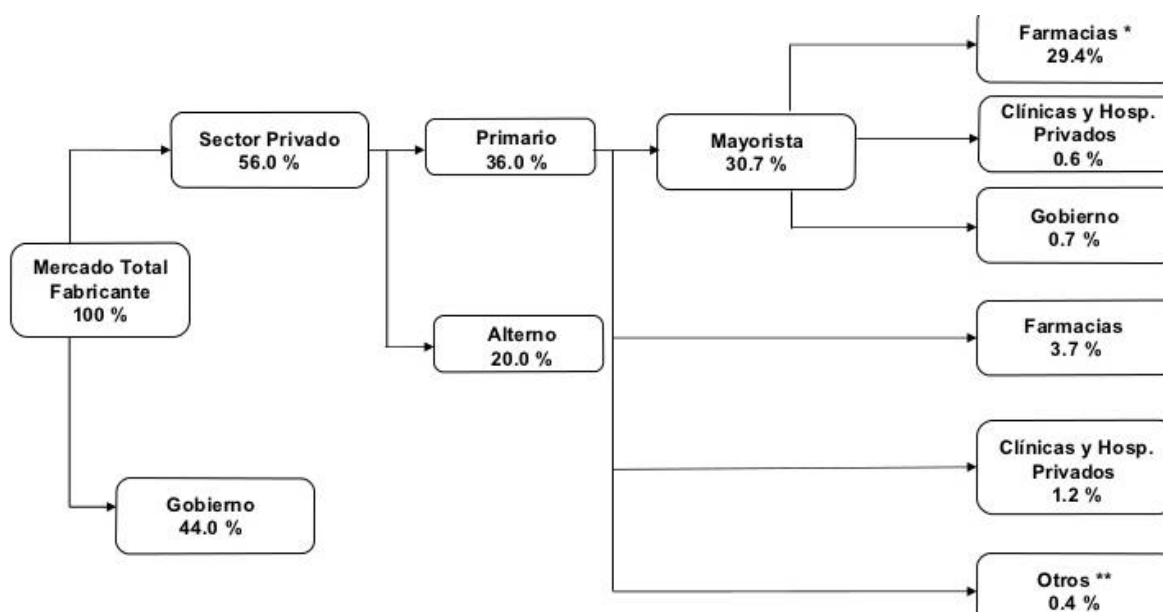 Mercado Total
Fabricante
100 %
Sector Privado
56.0 %
Gobierno
44.0 %
Primario
36.0 %
Alterno
20.0 %
Mayorista
30.7 %
Farmacias *
29.4%
Clínicas y Hosp.
Privados
0.6 %
Gobierno
0.7 %
Farmacias
3.7 %
Clínicas y Hosp.
Privados
1.2 %
Otros **
0.4 %